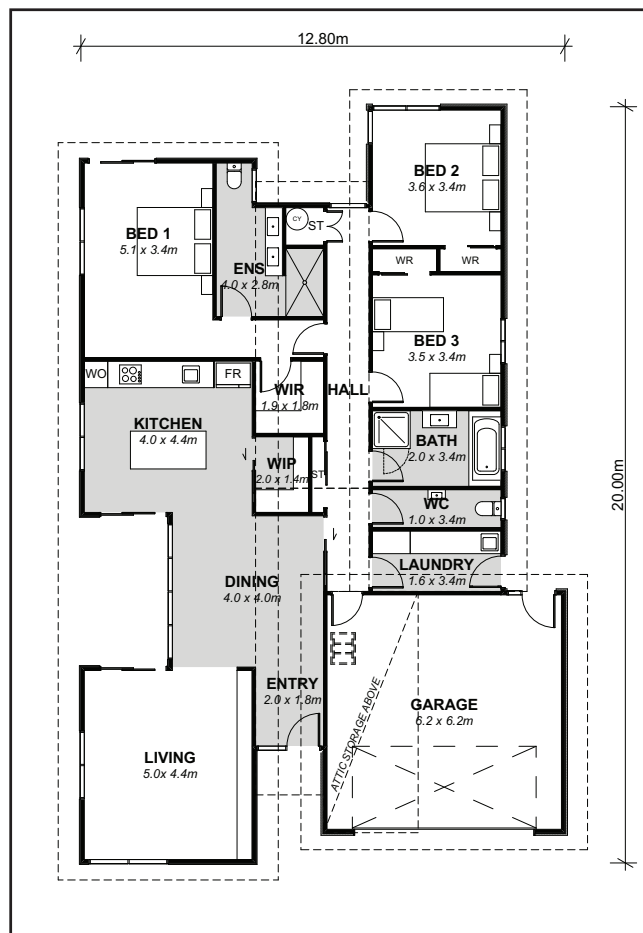 12.80m
BED 2
3.6 x 3.4m
BED 1
5.1 x 3.4m
CY
ST
ENS
4.0 x 2.8m
WR
WR
BED 3
3.5 x 3.4m
WO
FR
WIR
1.9 x 1.8m
HALL
KITCHEN
4.0 x 4.4m
BATH
2.0 x 3.4m
WIP
2.0 x 1.4m
ST
20.00m
WC
1.0 x 3.4m
LAUNDRY
1.6 x 3.4m
DINING
4.0 x 4.0m
ENTRY
2.0 x 1.8m
ATTIC STORAGE ABOVE
GARAGE
6.2 x 6.2m
LIVING
5.0x 4.4m